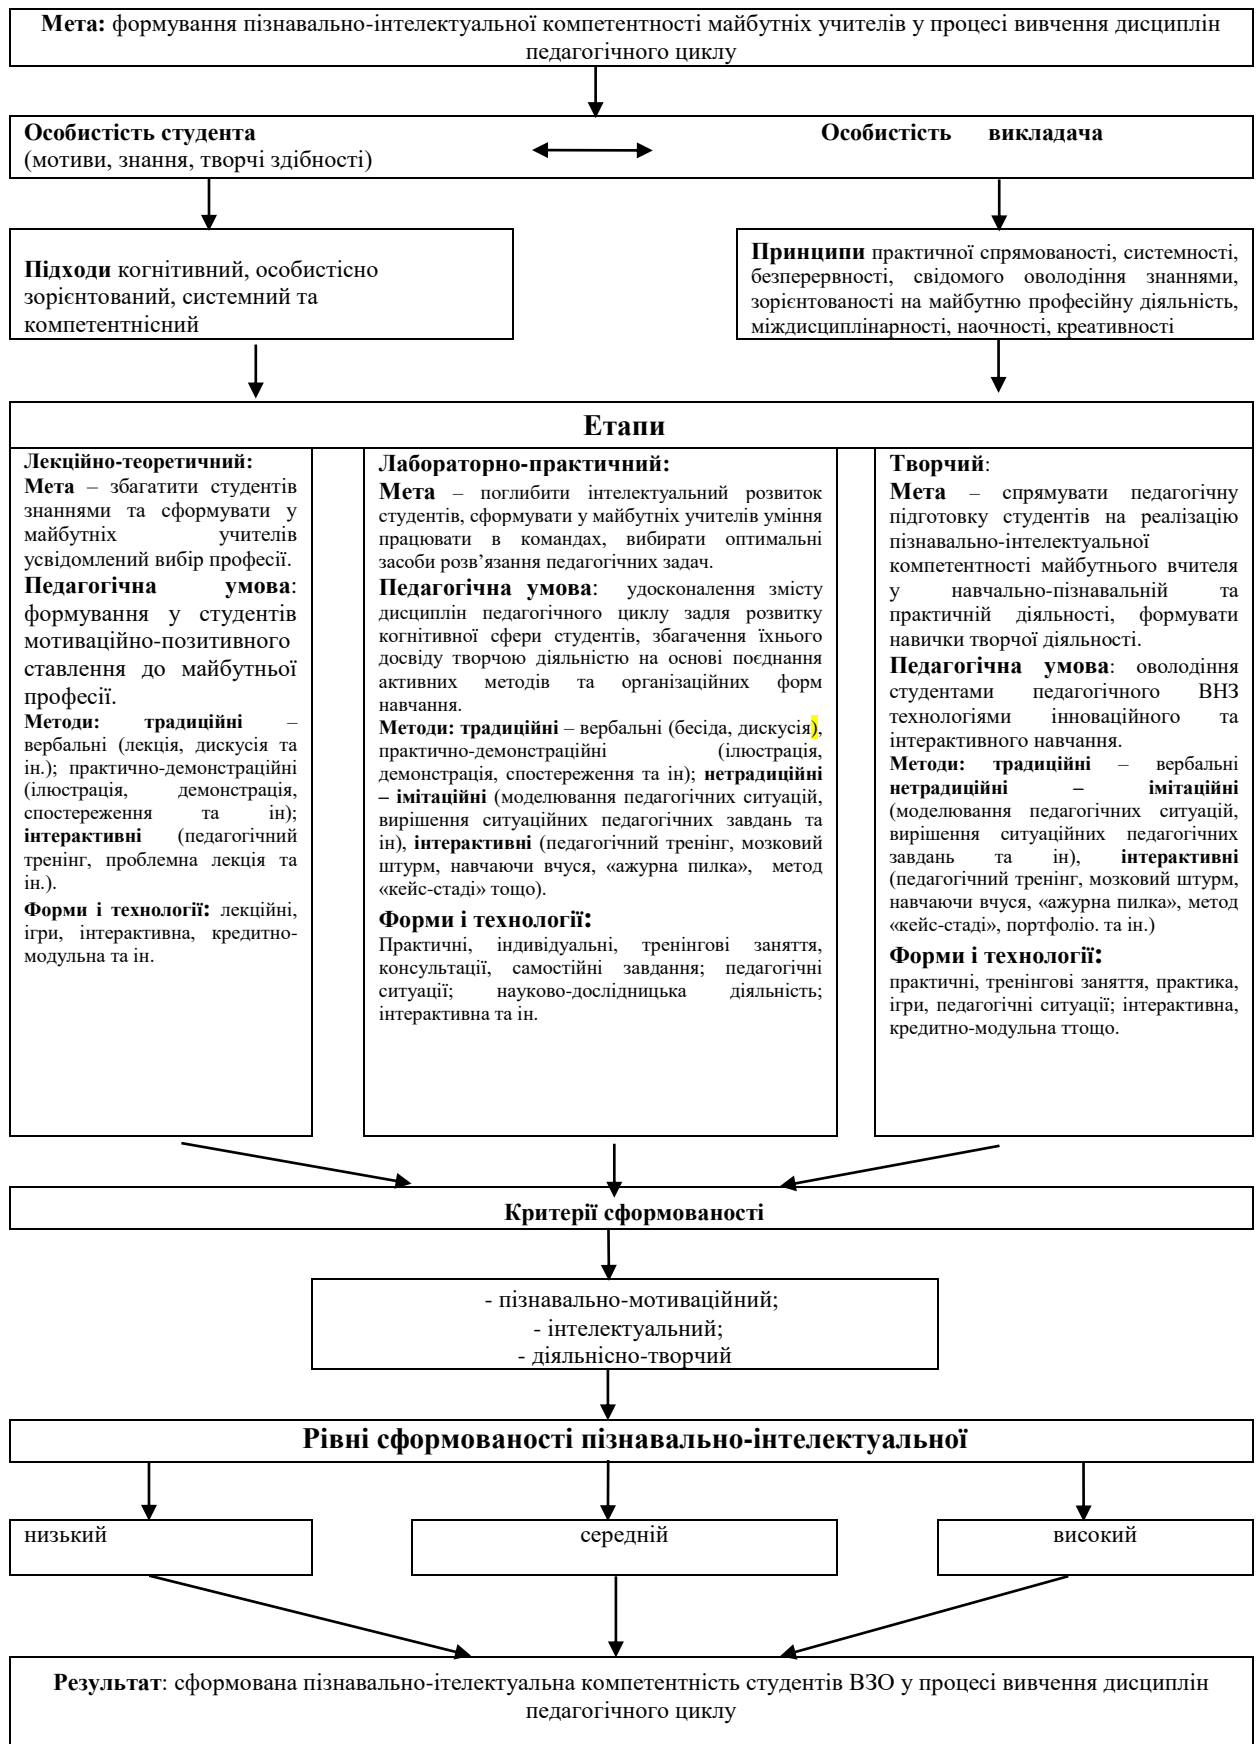 Мета: формування пізнавально-інтелектуальної компетентності майбутніх учителів у процесі вивчення дисциплін
педагогічного циклу
Особистість студента
(мотиви, знання, творчі здібності)
Особистість викладача
Підходи когнітивний, особистісно
зорієнтований, системний та
компетентнісний
Принципи практичної спрямованості, системності,
безперервності, свідомого оволодіння знаннями,
зорієнтованості на майбутню професійну діяльність,
міждисциплінарності, наочності, креативності
Етапи
Лекційно-теоретичний:
Мета – збагатити студентів
знаннями та сформувати у
майбутніх учителів
усвідомлений вибір професії.
Педагогічна умова:
формування у студентів
мотиваційно-позитивного
ставлення до майбутньої
професії.
Методи: традиційні –
вербальні (лекція, дискусія та
ін.); практично-демонстраційні
(ілюстрація, демонстрація,
спостереження та ін);
інтерактивні (педагогічний
тренінг, проблемна лекція та
ін.).
Форми і технології: лекційні,
ігри, інтерактивна, кредитно-
модульна та ін.
Лабораторно-практичний:
Мета – поглибити інтелектуальний розвиток
студентів, сформувати у майбутніх учителів уміння
працювати в командах, вибирати оптимальні
засоби розв’язання педагогічних задач.
Педагогічна умова: удосконалення змісту
дисциплін педагогічного циклу задля розвитку
когнітивної сфери студентів, збагачення їхнього
досвіду творчою діяльністю на основі поєднання
активних методів та організаційних форм
навчання.
Методи: традиційні – вербальні (бесіда, дискусія),
практично-демонстраційні (ілюстрація,
демонстрація, спостереження та ін); нетрадиційні
– імітаційні (моделювання педагогічних ситуацій,
вирішення ситуаційних педагогічних завдань та
ін), інтерактивні (педагогічний тренінг, мозковий
штурм, навчаючи вчуся, «ажурна пилка», метод
«кейс-стаді» тощо).
Форми і технології:
Практичні, індивідуальні, тренінгові заняття,
консультації, самостійні завдання; педагогічні
ситуації; науково-дослідницька діяльність;
інтерактивна та ін.
Творчий:
Мета – спрямувати педагогічну
підготовку студентів на реалізацію
пізнавально-інтелектуальної
компетентності майбутнього вчителя
у навчально-пізнавальній та
практичній діяльності, формувати
навички творчої діяльності.
Педагогічна умова: оволодіння
студентами педагогічного ВНЗ
технологіями інноваційного та
інтерактивного навчання.
Методи: традиційні – вербальні
нетрадиційні – імітаційні
(моделювання педагогічних ситуацій,
вирішення ситуаційних педагогічних
завдань та ін), інтерактивні
(педагогічний тренінг, мозковий штурм,
навчаючи вчуся, «ажурна пилка», метод
«кейс-стаді», портфоліо. та ін.)
Форми і технології:
практичні, тренінгові заняття, практика,
ігри, педагогічні ситуації; інтерактивна,
кредитно-модульна ттощо.
Критерії сформованості
- пізнавально-мотиваційний;
- інтелектуальний;
- діяльнісно-творчий
Рівні сформованості пізнавально-інтелектуальної
низький
середній
високий
Результат: сформована пізнавально-ітелектуальна компетентність студентів ВЗО у процесі вивчення дисциплін
педагогічного циклу